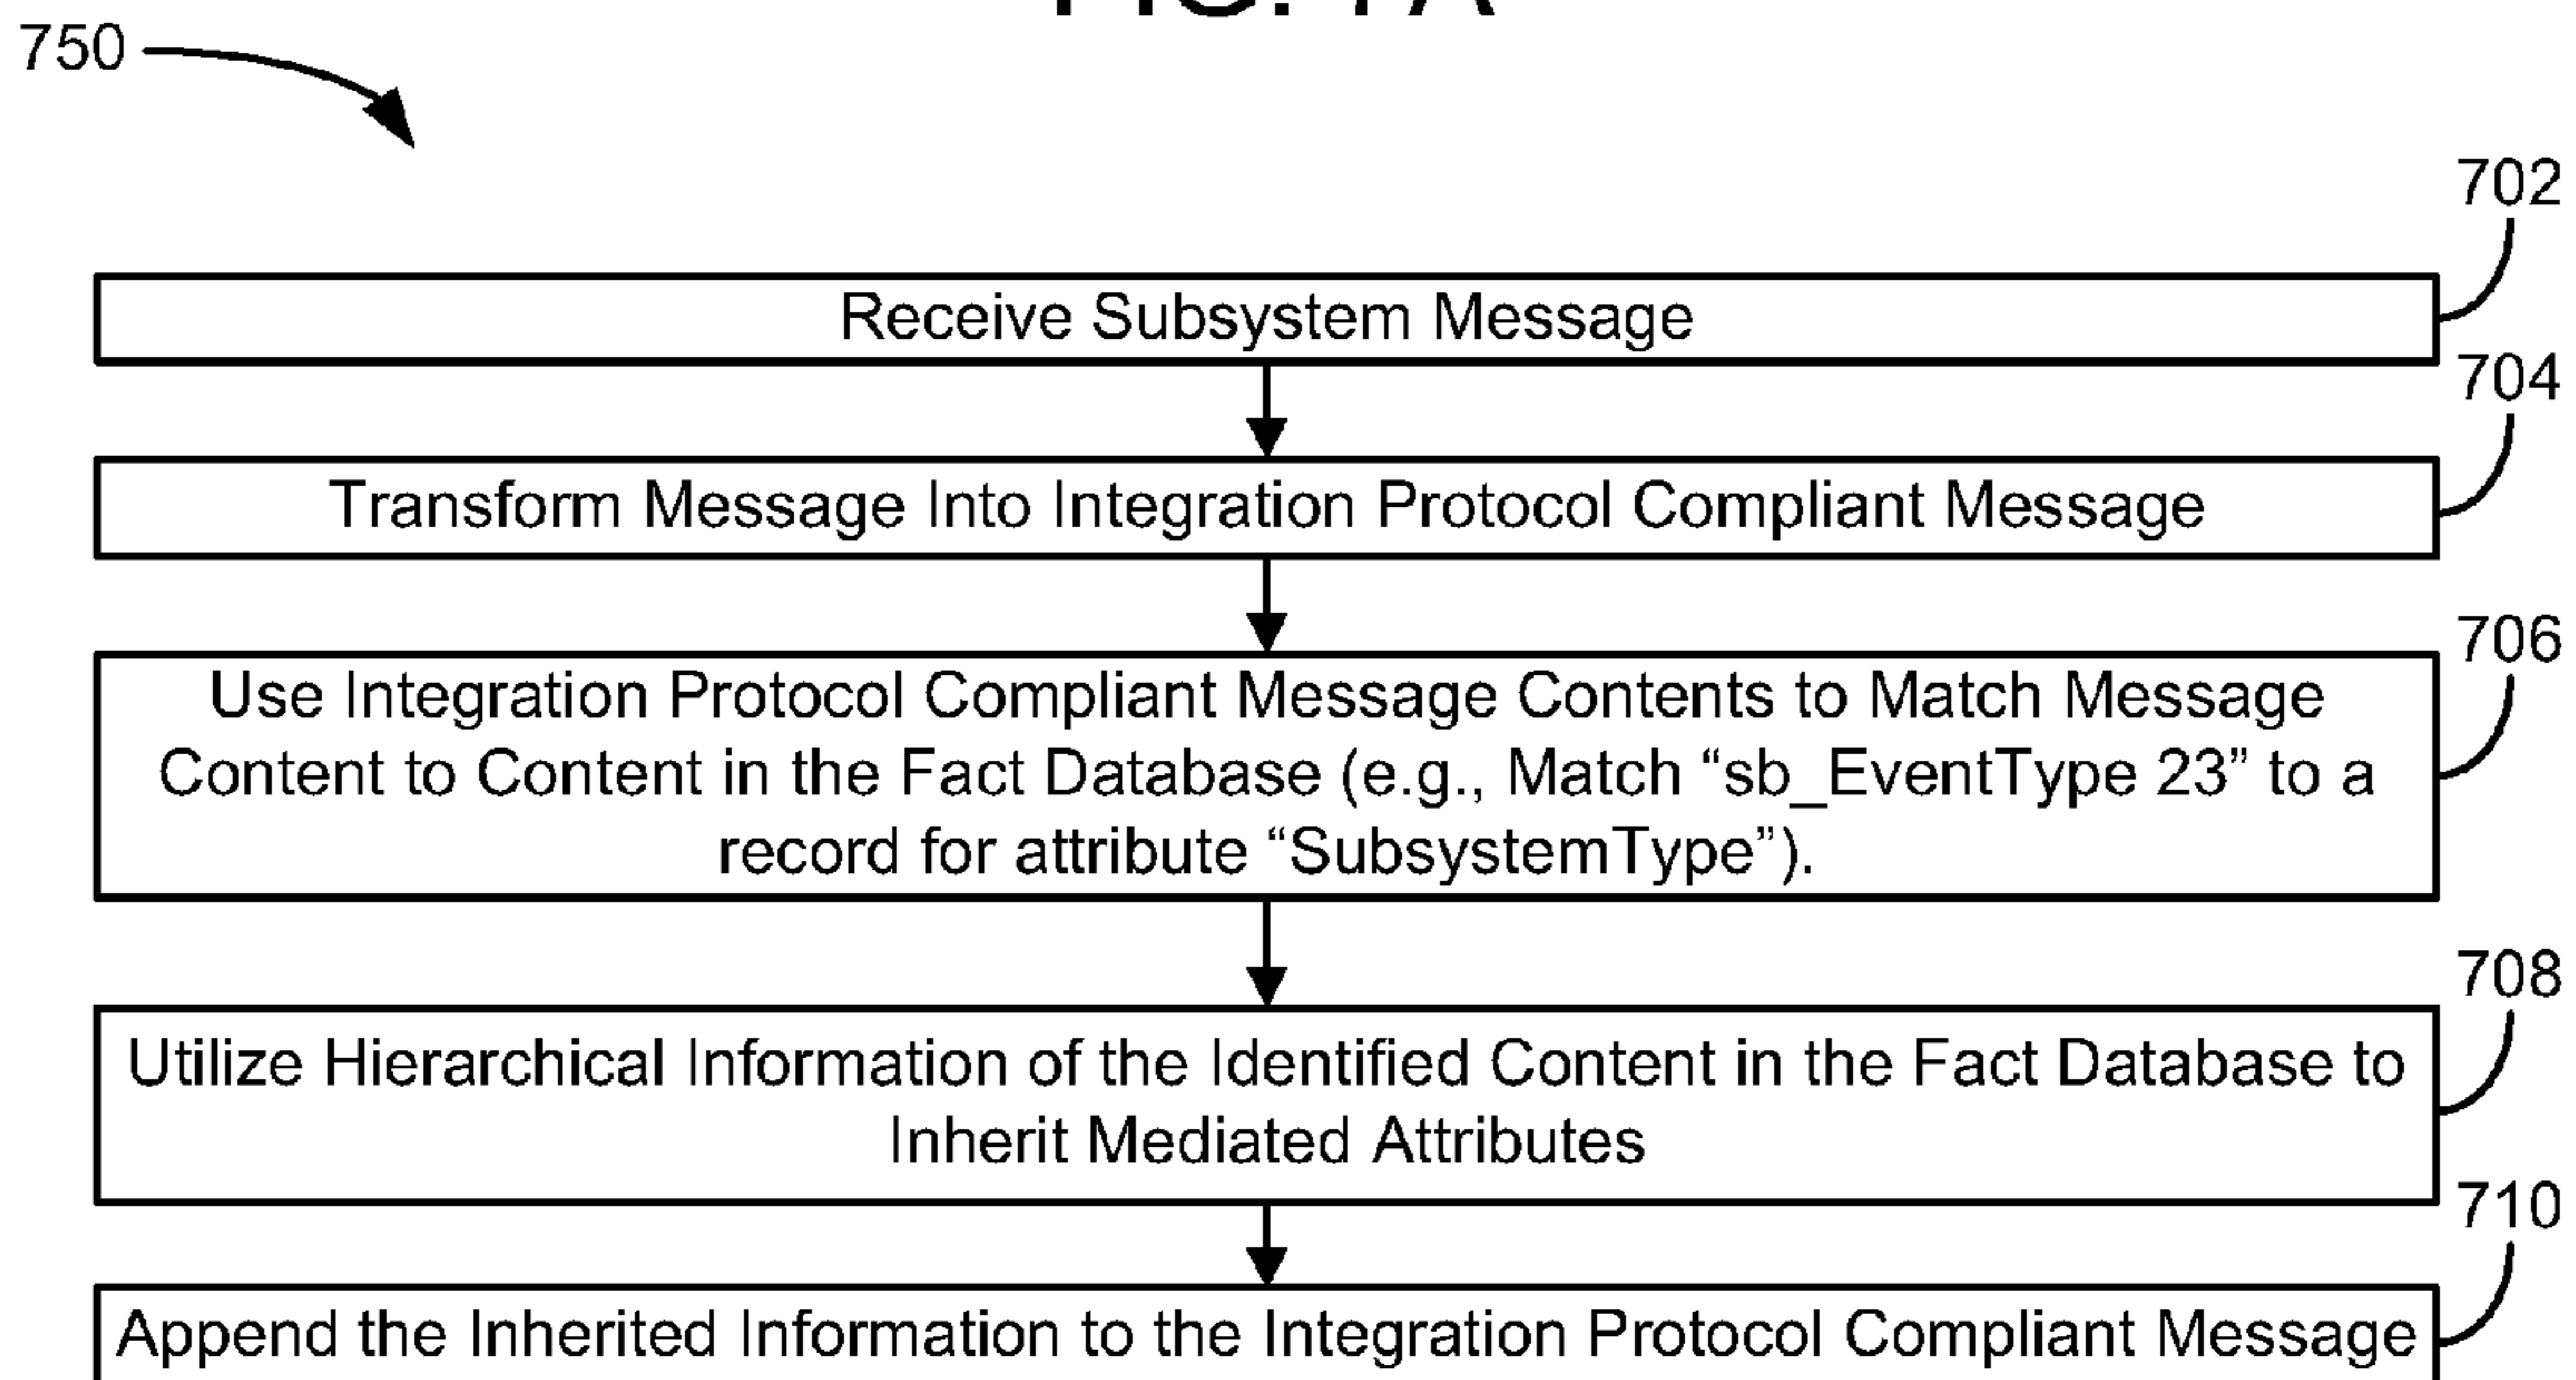 FIG. 7A
750
702
Receive Subsystem Message
704
Transform Message Into Integration Protocol Compliant Message
706
Use Integration Protocol Compliant Message Contents to Match Message
Content to Content in the Fact Database (e.g., Match “sb_EventType 23” to a
record for attribute “SubsystemType”).
708
Utilize Hierarchical Information of the Identified Content in the Fact Database to
Inherit Mediated Attributes
710
Append the Inherited Information to the Integration Protocol Compliant Message